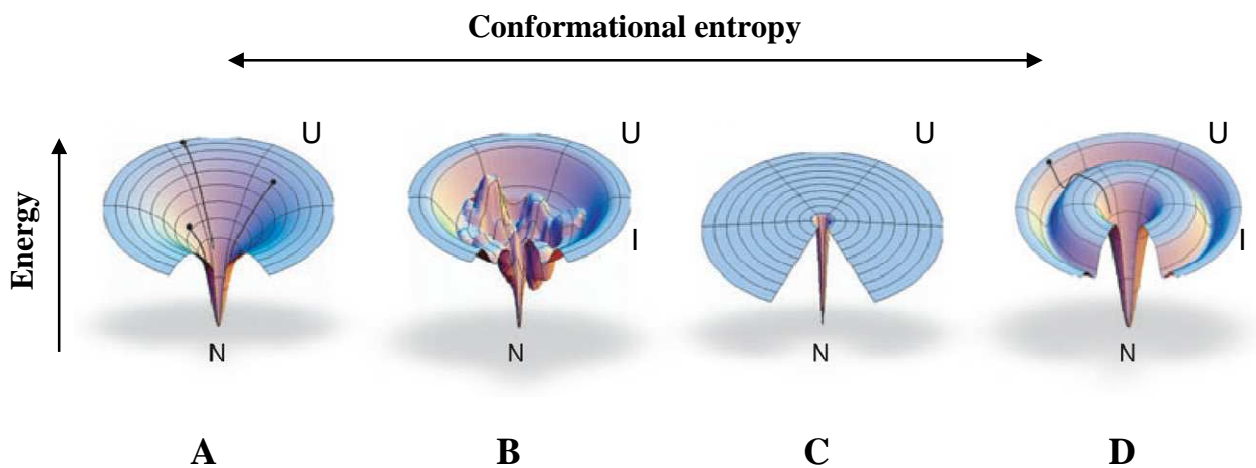 Conformational entropy
Energy
U U U U
I I
N N N N
A B C D